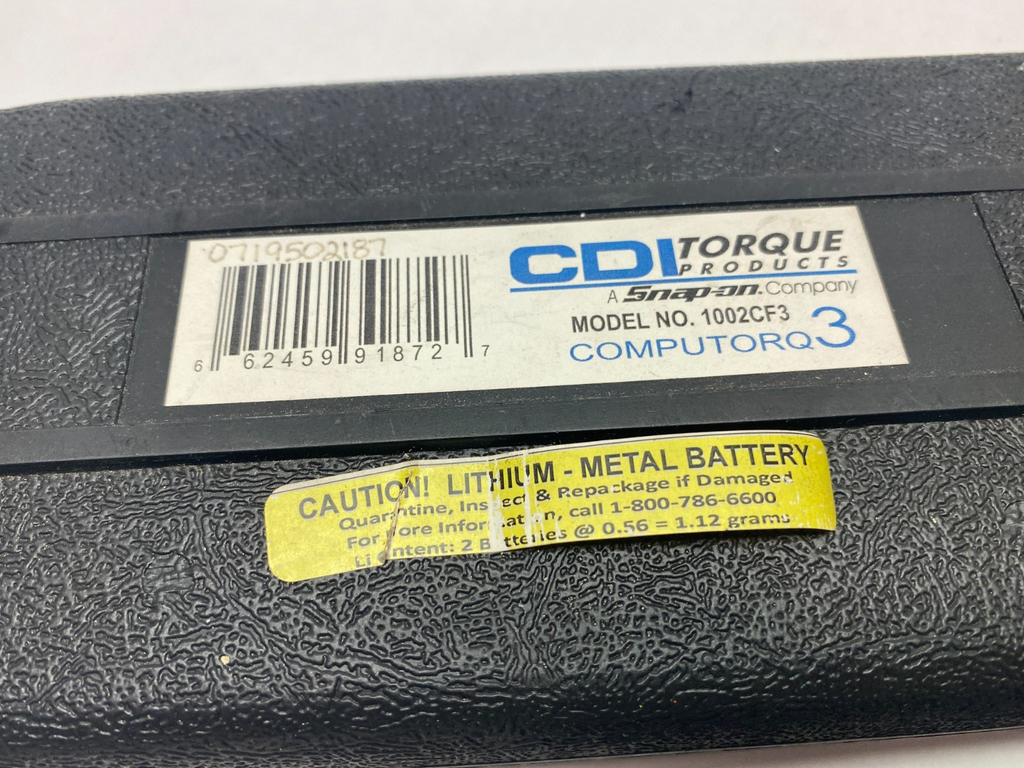 0719502187
6 62459 91872 7
CDI TORQUE
PRODUCTS
A Snap-on Company
MODEL NO. 1002CF3
COMPUTORQ3
CAUTION! LITHIUM - METAL BATTERY
Quarantine, Inspect & Repackage if Damaged
For More Information, call 1-800-786-6600
Li Content: 2 Batteries @ 0.56 = 1.12 grams